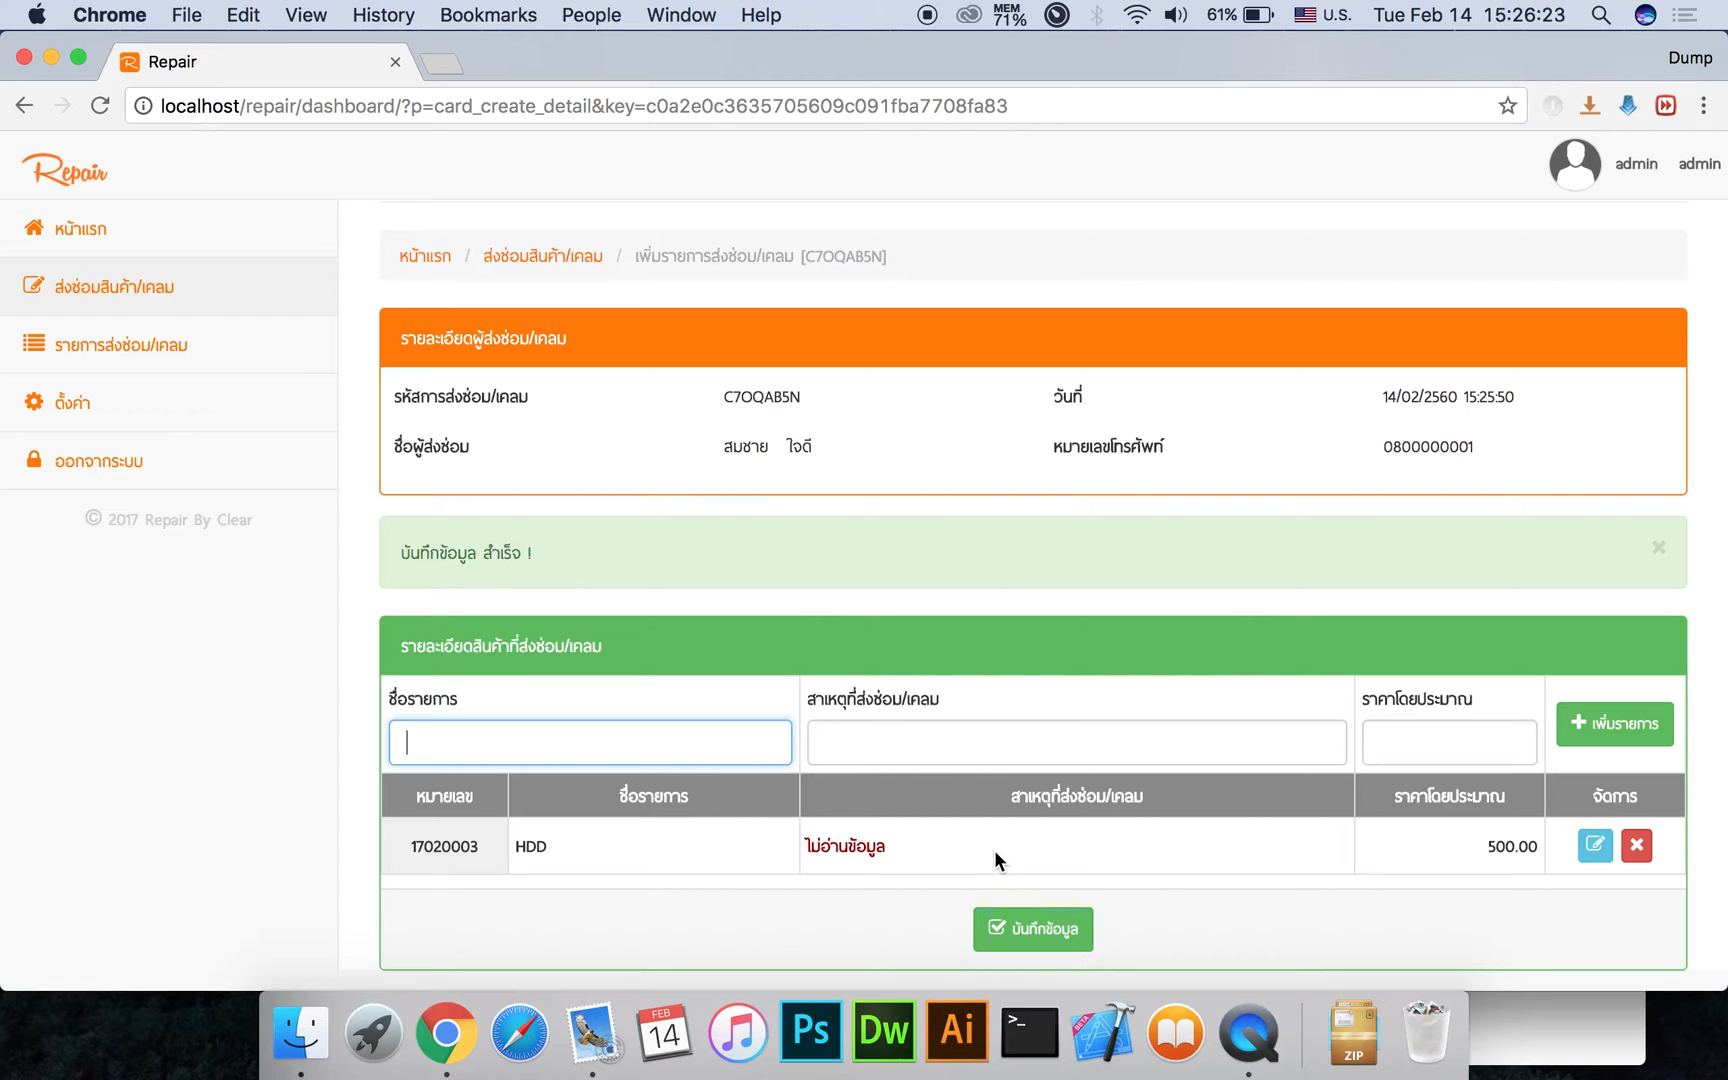 Chrome File Edit View History Bookmarks People Window Help MEM 71% 61% U.S. Tue Feb 14 15:26:23
Repair Dump
localhost/repair/dashboard/?p=card_create_detail&key=c0a2e0c3635705609c091fba7708fa83
Repair admin admin
หน้าแรก
ส่งซ่อมสินค้า/เคลม
รายการส่งซ่อม/เคลม
ตั้งค่า
ออกจากระบบ
© 2017 Repair By Clear
หน้าแรก / ส่งซ่อมสินค้า/เคลม / เพิ่มรายการส่งซ่อม/เคลม [C7OQAB5N]
รายละเอียดผู้ส่งซ่อม/เคลม
รหัสการส่งซ่อม/เคลม C7OQAB5N วันที่ 14/02/2560 15:25:50
ชื่อผู้ส่งซ่อม สมชาย ใจดี หมายเลขโทรศัพท์ 0800000001
บันทึกข้อมูล สำเร็จ !
รายละเอียดสินค้าที่ส่งซ่อม/เคลม
ชื่อรายการ สาเหตุที่ส่งซ่อม/เคลม ราคาโดยประมาณ เพิ่มรายการ
หมายเลข ชื่อรายการ สาเหตุที่ส่งซ่อม/เคลม ราคาโดยประมาณ จัดการ
17020003 HDD ไม่อ่านข้อมูล 500.00
บันทึกข้อมูล
FEB 14 Ps Dw Ai >_ BETA ZIP